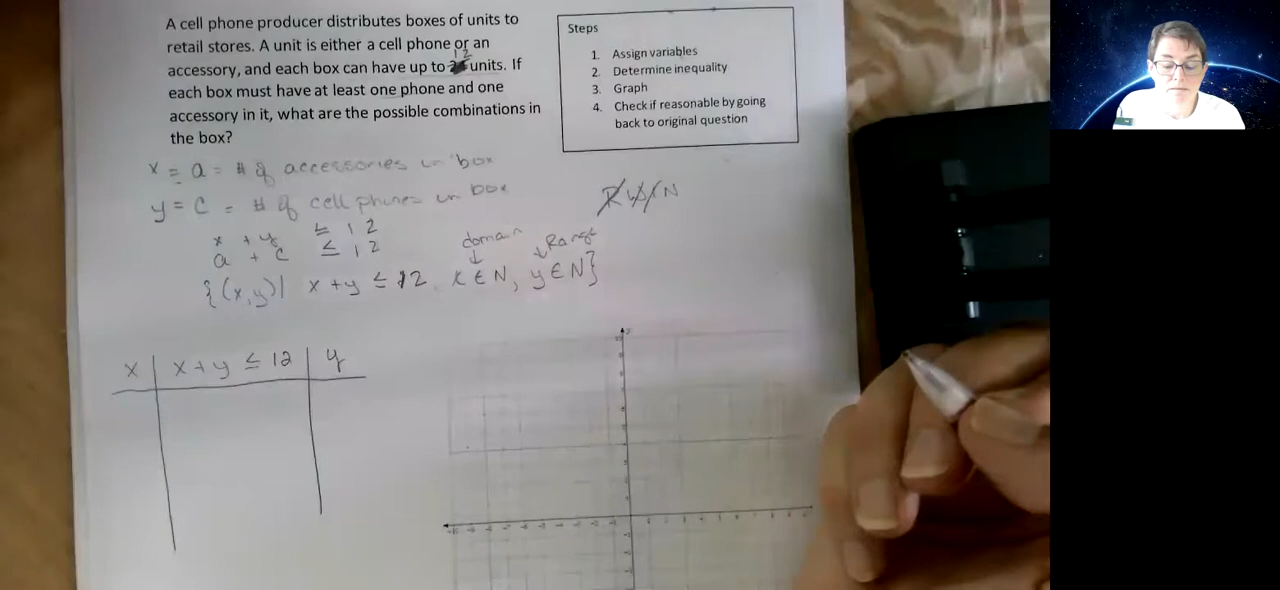 A cell phone producer distributes boxes of units to
retail stores. A unit is either a cell phone or an
12
accessory, and each box can have up to units. If
each box must have at least one phone and one
accessory in it, what are the possible combinations in
the box?
Steps
1. Assign variables
2. Determine inequality
3. Graph
4. Check if reasonable by going
back to original question
x = a = # of accessories in box
y = c = # of cell phones in box
R W N
x + y ≤ 12
a + c ≤ 12
domain Range
{(x,y)| x + y ≤ 12, x ∈ N, y ∈ N}
x | x + y ≤ 12 | y